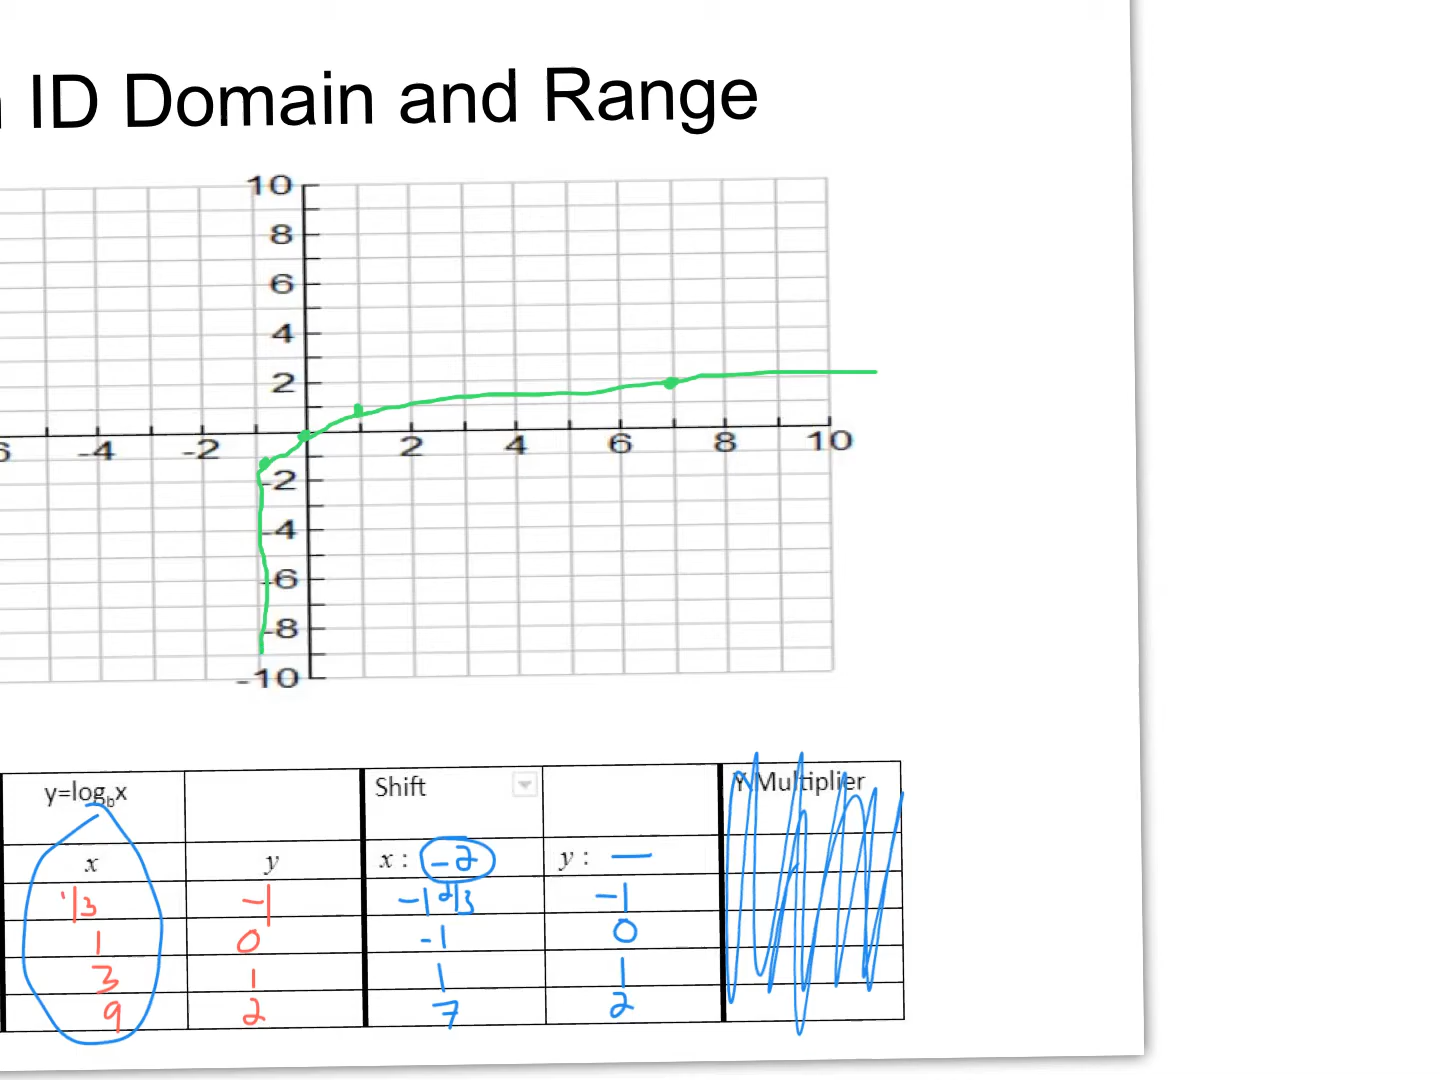 ID Domain and Range
10
8
6
4
2
-4 -2 2 4 6 8 10
-2
-4
-6
-8
-10
y=log_b x Shift Y Multiplier
x y x : -2 y : —
1/3 -1 -1 2/3 -1
1 0 -1 0
3 1 1 1
9 2 7 2